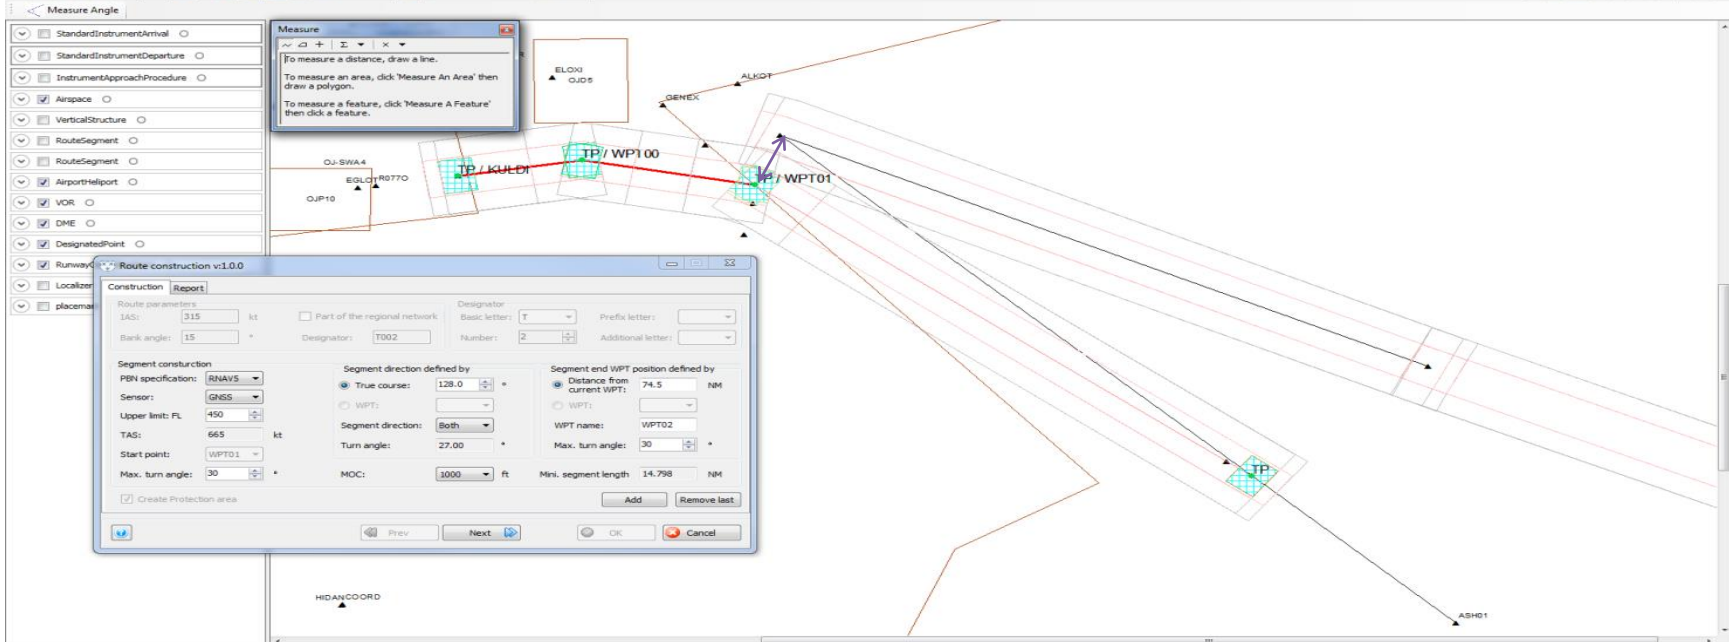 Measure Angle
StandardInstrumentArrival
StandardInstrumentDeparture
InstrumentApproachProcedure
Airspace
VerticalStructure
RouteSegment
RouteSegment
AirportHeliport
VOR
DME
DesignatedPoint
Localizer
Measure
To measure a distance, draw a line.
To measure an area, click 'Measure An Area' then
draw a polygon.
To measure a feature, click 'Measure A Feature'
then click a feature.
ELOXI
OJD5
ALKOT
GENEX
OJ-SWA4
R077O
OJP10
TP / KULDI
TP / WPT00
TP / WPT01
TP
ASH01
HIDANCOORD
Route construction v:1.0.0
Construction Report
Route parameters Designator
IAS: 315 kt Part of the regional network Basic letter: T Prefix letter:
Bank angle: 15 ° Designator: T002 Number: 2 Additional letter:
Segment consturction Segment direction defined by Segment end WPT position defined by
PBN specification: RNAV5 True course: 128.0 ° Distance from current WPT: 74.5 NM
Sensor: GNSS WPT: WPT:
Upper limit: FL 450 Segment direction: Both WPT name: WPT02
TAS: 665 kt Turn angle: 27.00 ° Max. turn angle: 30 °
Start point: WPT01
Max. turn angle: 30 ° MOC: 1000 ft Mini. segment length 14.798 NM
Create Protection area Add Remove last
Prev Next OK Cancel